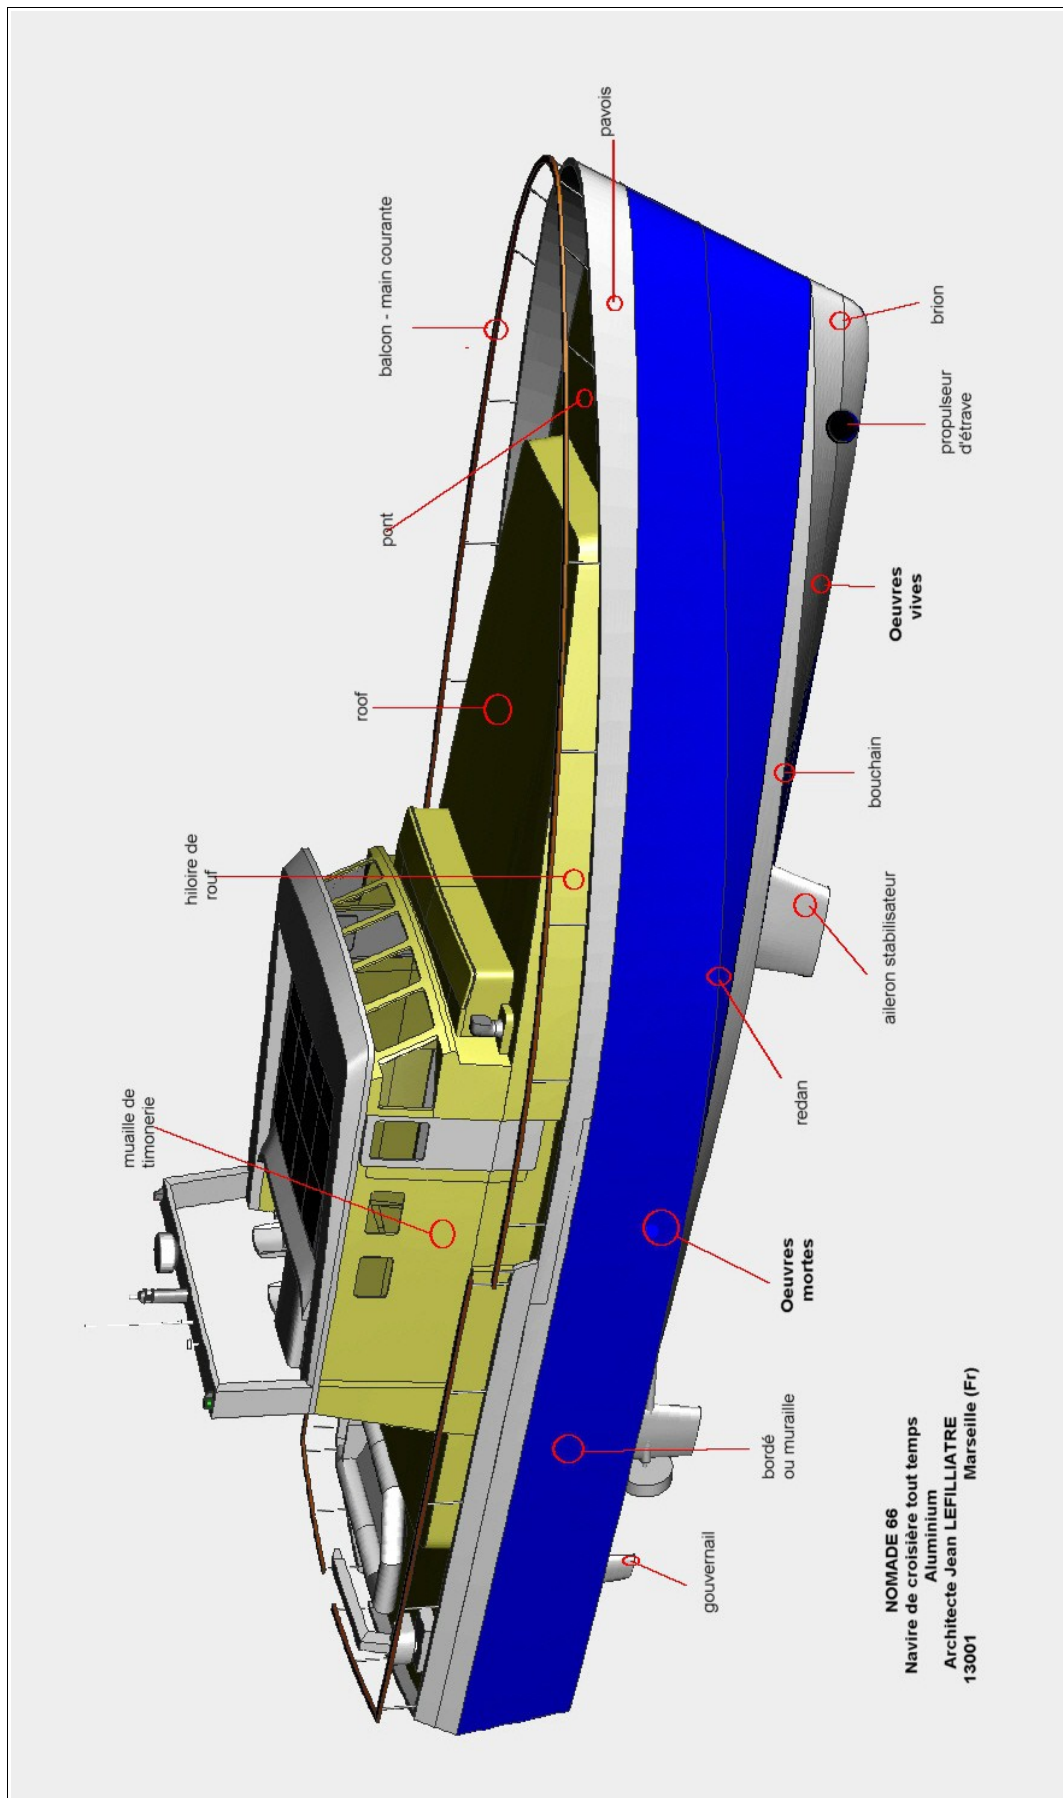 pavois
balcon - main courante
brion
propulseur
d'étrave
pont
Oeuvres
vives
roof
bouchain
hiloire de
rouf
aileron stabilisateur
redan
muaille de
timonerie
Oeuvres
mortes
bordé
ou muraille
gouvernail
NOMADE 66
Navire de croisière tout temps
Aluminium
Architecte Jean LEFILLIATRE
13001 Marseille (Fr)